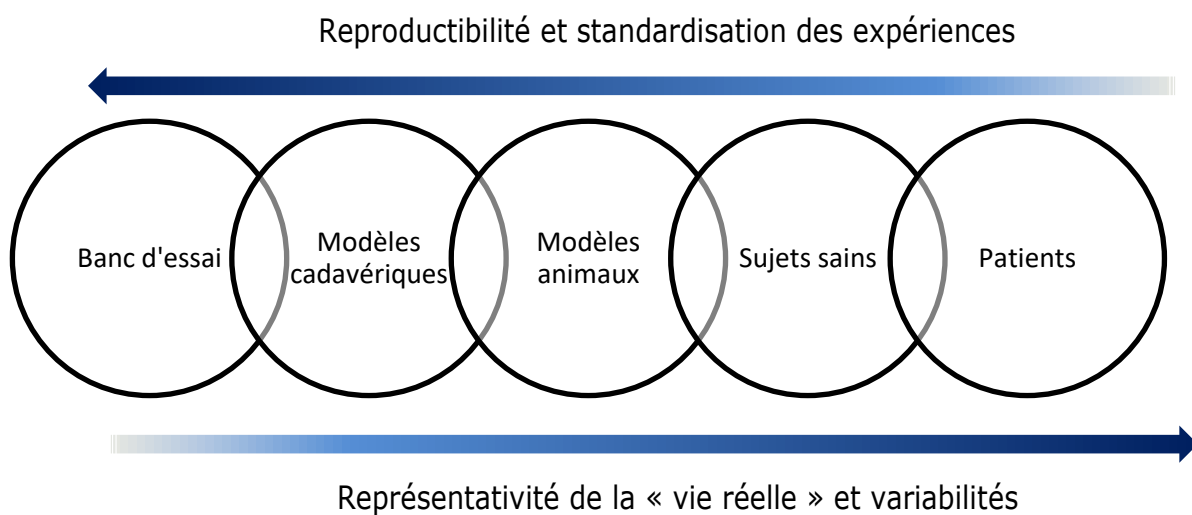 Reproductibilité et standardisation des expériences
Banc d'essai
Modèles
cadavériques
Modèles
animaux
Sujets sains
Patients
Représentativité de la « vie réelle » et variabilités